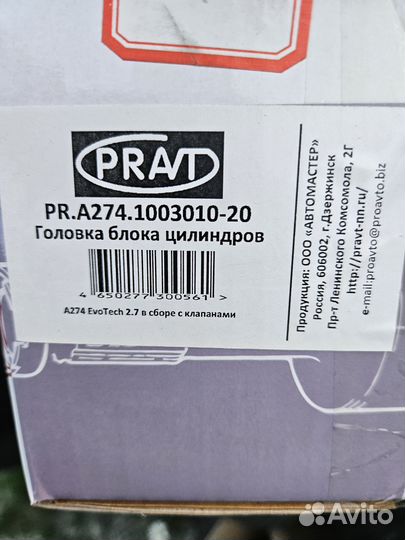 PRAVT
PR.A274.1003010-20
Головка блока цилиндров
4 650277 300561 >
A274 EvoTech 2.7 в сборе с клапанами
Продукция: ООО «АВТОМАСТЕР»
Россия, 606002, г. Дзержинск
Пр-т Ленинского Комсомола, 2Г
http://pravt-nn.ru/
e-mail:proavto@proavto.biz
Avito